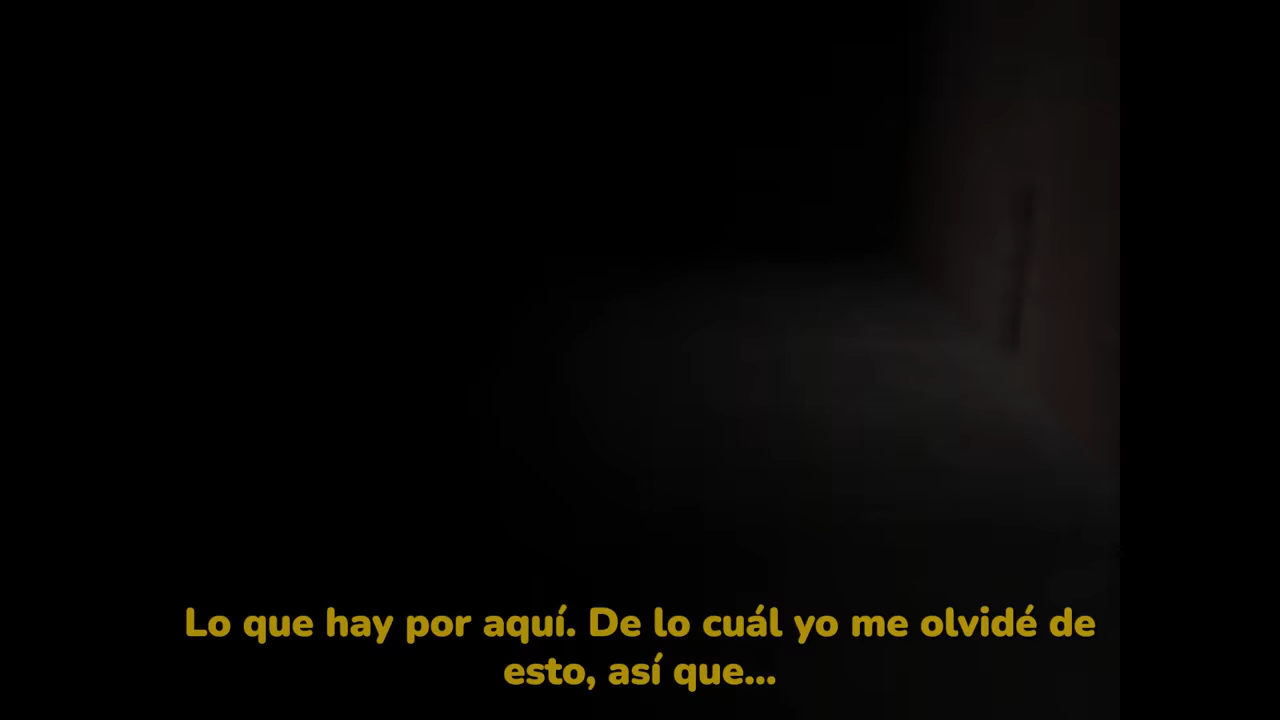 Lo que hay por aquí. De lo cuál yo me olvidé de
esto, así que...